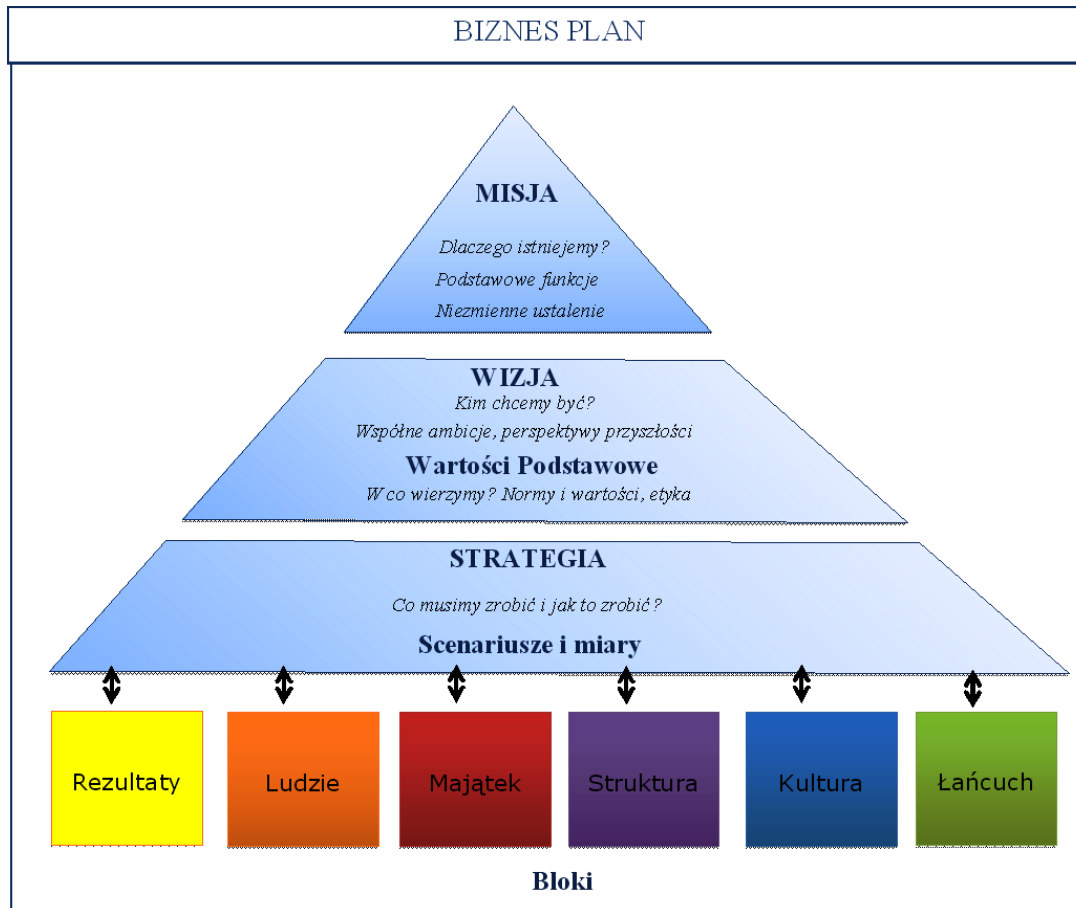 BIZNES PLAN
MISJA
Dlaczego istniejemy?
Podstawowe funkcje
Niezmienne ustalenie
WIZJA
Kim chcemy być?
Wspólne ambicje, perspektywy przyszłości
Wartości Podstawowe
W co wierzymy? Normy i wartości, etyka
STRATEGIA
Co musimy zrobić i jak to zrobić?
Scenariusze i miary
Rezultaty
Ludzie
Majątek
Struktura
Kultura
Łańcuch
Bloki